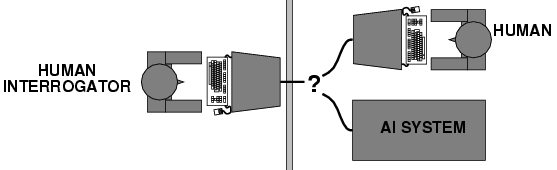 HUMAN
INTERROGATOR
?
HUMAN
AI SYSTEM